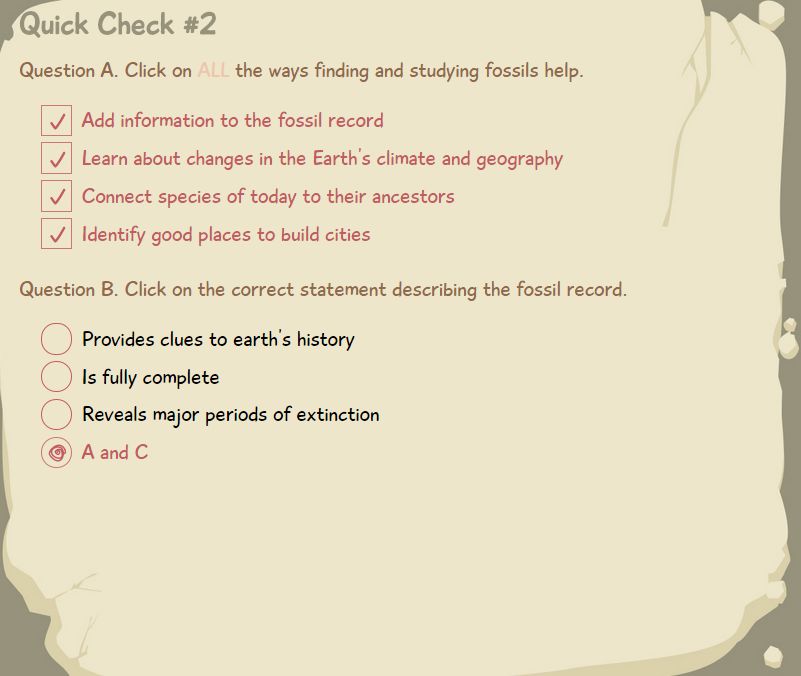 Quick Check #2
Question A. Click on ALL the ways finding and studying fossils help.
Add information to the fossil record
Learn about changes in the Earth's climate and geography
Connect species of today to their ancestors
Identify good places to build cities
Question B. Click on the correct statement describing the fossil record.
Provides clues to earth's history
Is fully complete
Reveals major periods of extinction
A and C